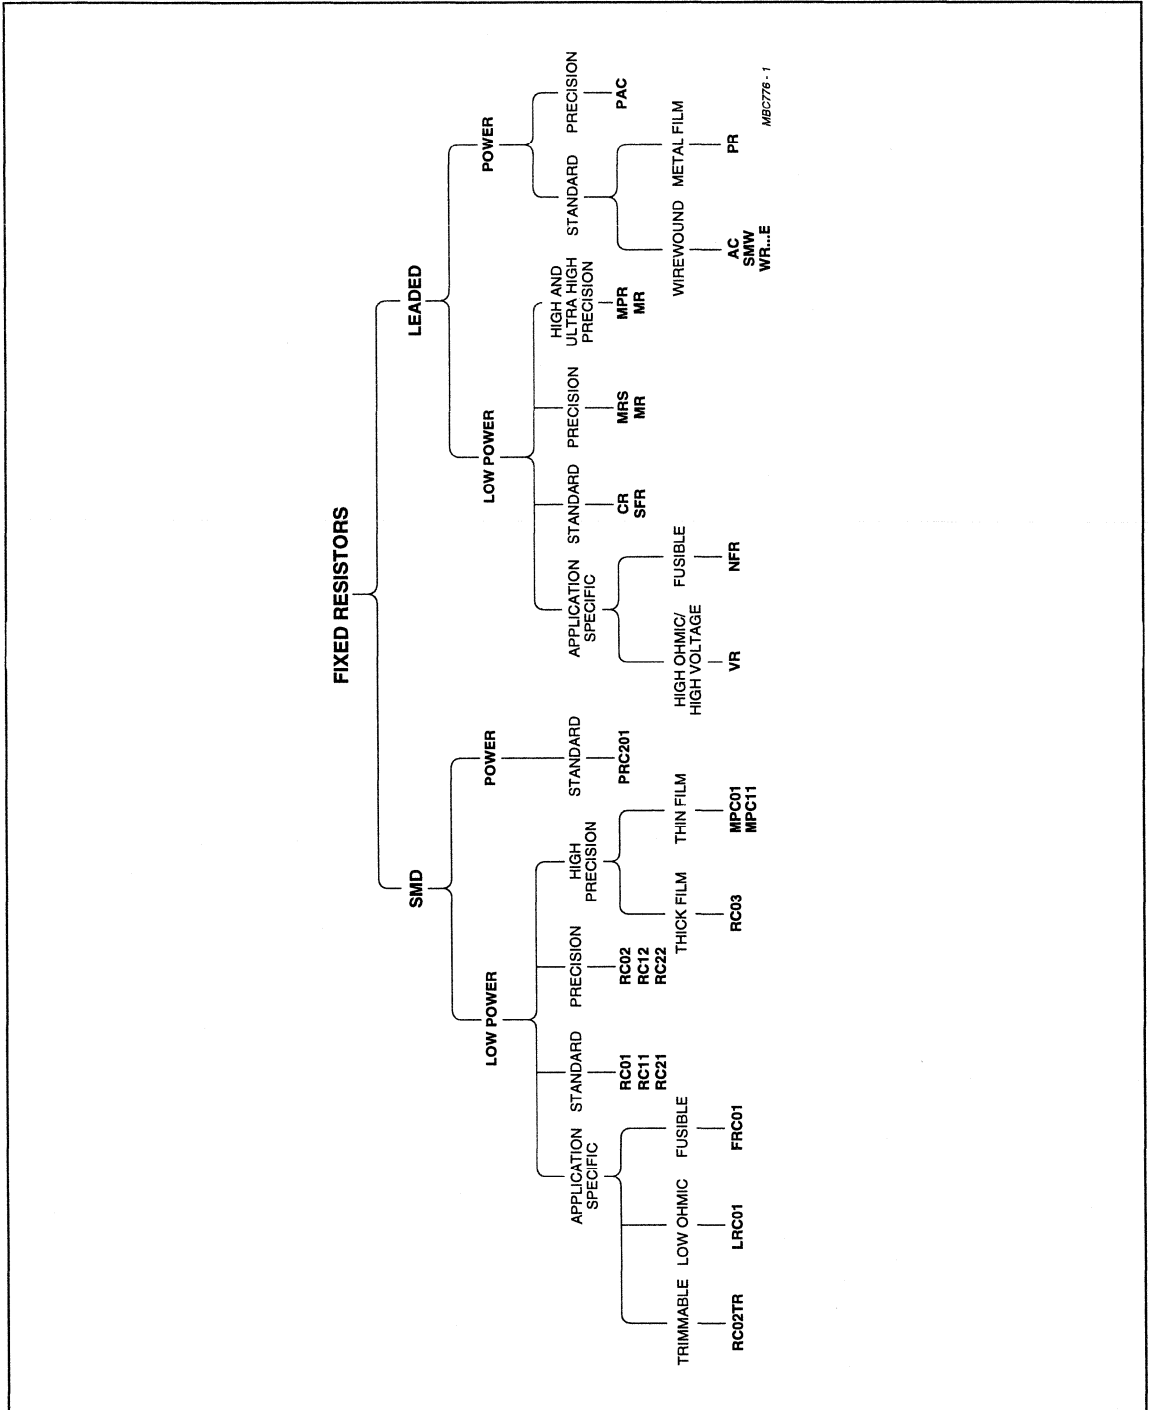 FIXED RESISTORS
SMD
LOW POWER
APPLICATION
SPECIFIC
TRIMMABLE
RC02TR
LOW OHMIC
LRC01
FUSIBLE
FRC01
STANDARD
RC01
RC11
RC21
PRECISION
RC02
RC12
RC22
HIGH
PRECISION
THICK FILM
RC03
THIN FILM
MPC01
MPC11
POWER
STANDARD
PRC201
LEADED
LOW POWER
APPLICATION
SPECIFIC
HIGH OHMIC/
HIGH VOLTAGE
VR
FUSIBLE
NFR
STANDARD
CR
SFR
PRECISION
MRS
MR
HIGH AND
ULTRA HIGH
PRECISION
MPR
MR
POWER
STANDARD
WIREWOUND
AC
SMW
WR...E
METAL FILM
PR
PRECISION
PAC
MBC776 - 1